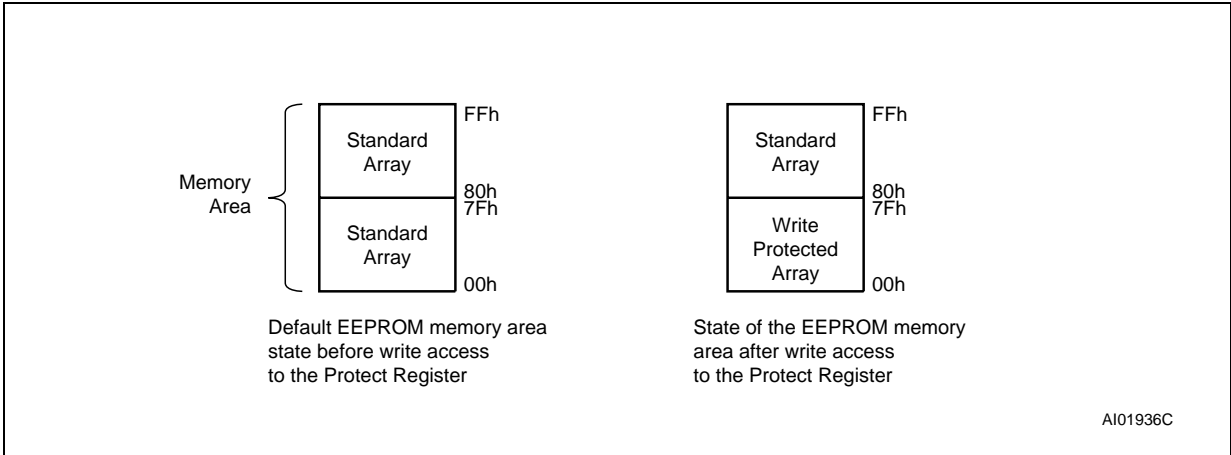 Memory
Area
FFh
Standard
Array
80h
7Fh
Standard
Array
00h
Default EEPROM memory area
state before write access
to the Protect Register
FFh
Standard
Array
80h
7Fh
Write
Protected
Array
00h
State of the EEPROM memory
area after write access
to the Protect Register
AI01936C